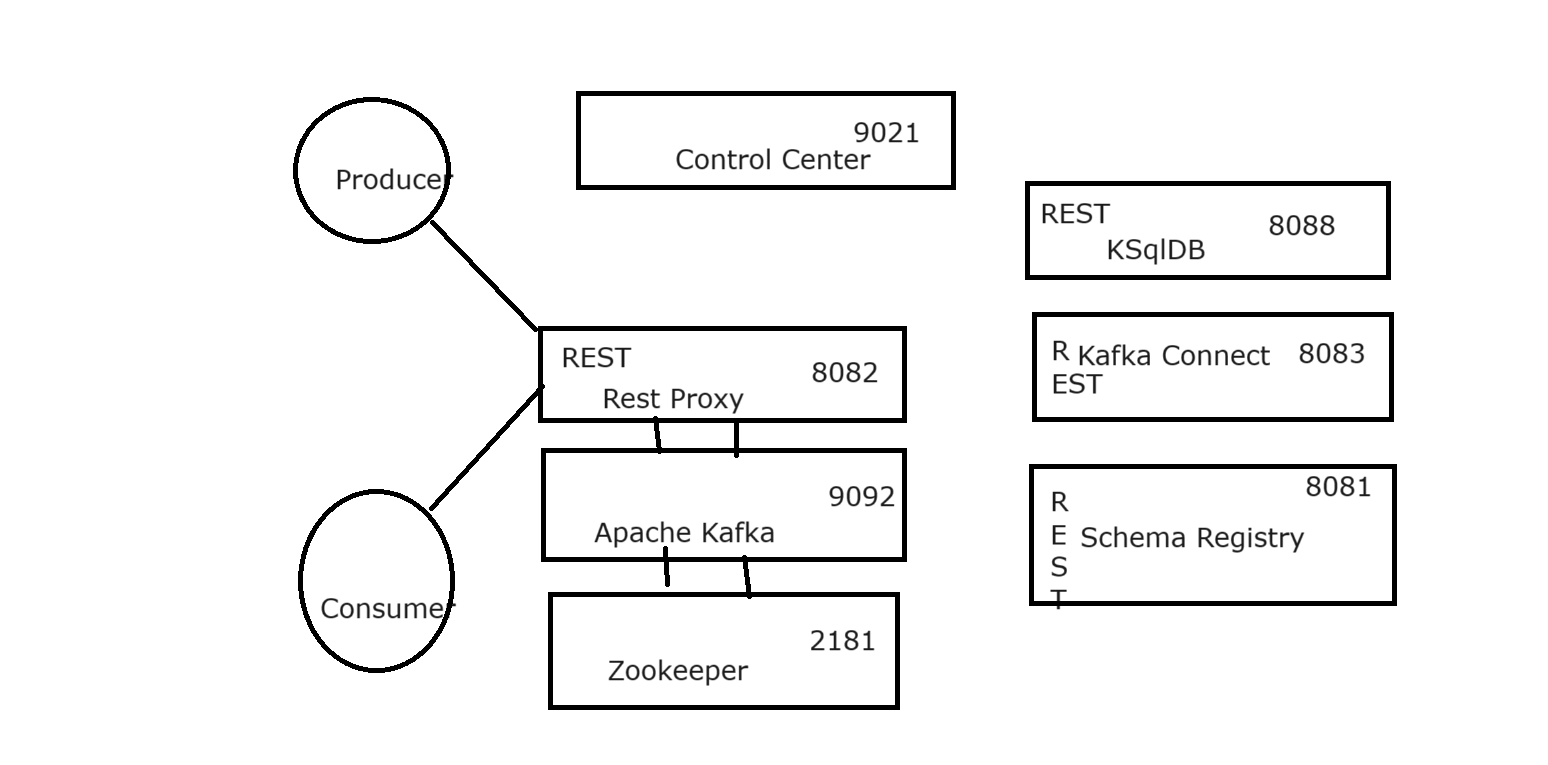 Producer
9021
Control Center
REST
8088
KSqlDB
REST
8082
Rest Proxy
R
Kafka Connect
8083
EST
9092
Apache Kafka
8081
R
E
S
T
Schema Registry
Consumer
2181
Zookeeper